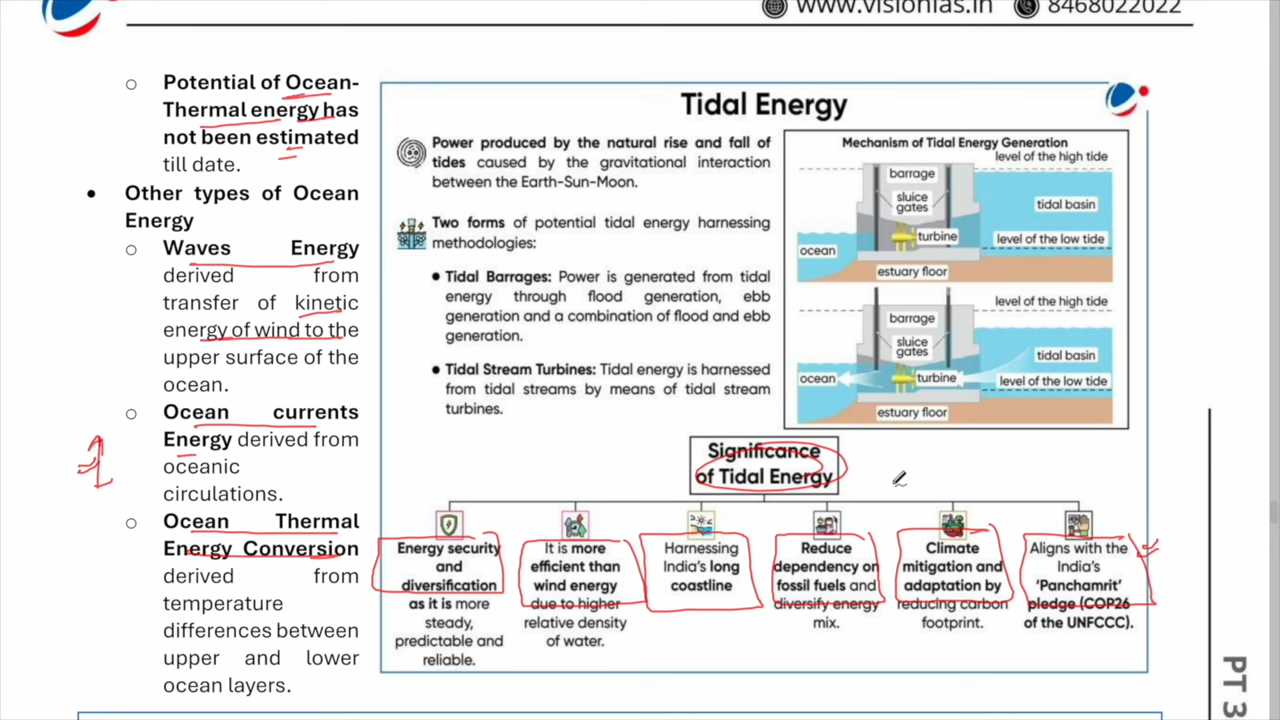 www.visionias.in 8468022022
o Potential of Ocean-
Thermal energy has
not been estimated
till date.
• Other types of Ocean
Energy
o Waves Energy
derived from
transfer of kinetic
energy of wind to the
upper surface of the
ocean.
o Ocean currents
Energy derived from
oceanic
circulations.
o Ocean Thermal
Energy Conversion
derived from
temperature
differences between
upper and lower
ocean layers.
Tidal Energy
Power produced by the natural rise and fall of
tides caused by the gravitational interaction
between the Earth-Sun-Moon.
Two forms of potential tidal energy harnessing
methodologies:
• Tidal Barrages: Power is generated from tidal
energy through flood generation, ebb
generation and a combination of flood and ebb
generation.
• Tidal Stream Turbines: Tidal energy is harnessed
from tidal streams by means of tidal stream
turbines.
Mechanism of Tidal Energy Generation
level of the high tide
barrage
sluice
gates
tidal basin
turbine
level of the low tide
ocean
estuary floor
level of the high tide
barrage
sluice
gates
tidal basin
ocean
turbine
level of the low tide
estuary floor
Significance
of Tidal Energy
Energy security
and
diversification
as it is more
steady,
predictable and
reliable.
It is more
efficient than
wind energy
due to higher
relative density
of water.
Harnessing
India's long
coastline
Reduce
dependency on
fossil fuels and
diversify energy
mix.
Climate
mitigation and
adaptation by
reducing carbon
footprint.
Aligns with the
India's
'Panchamrit'
pledge (COP26
of the UNFCCC).
PT 3